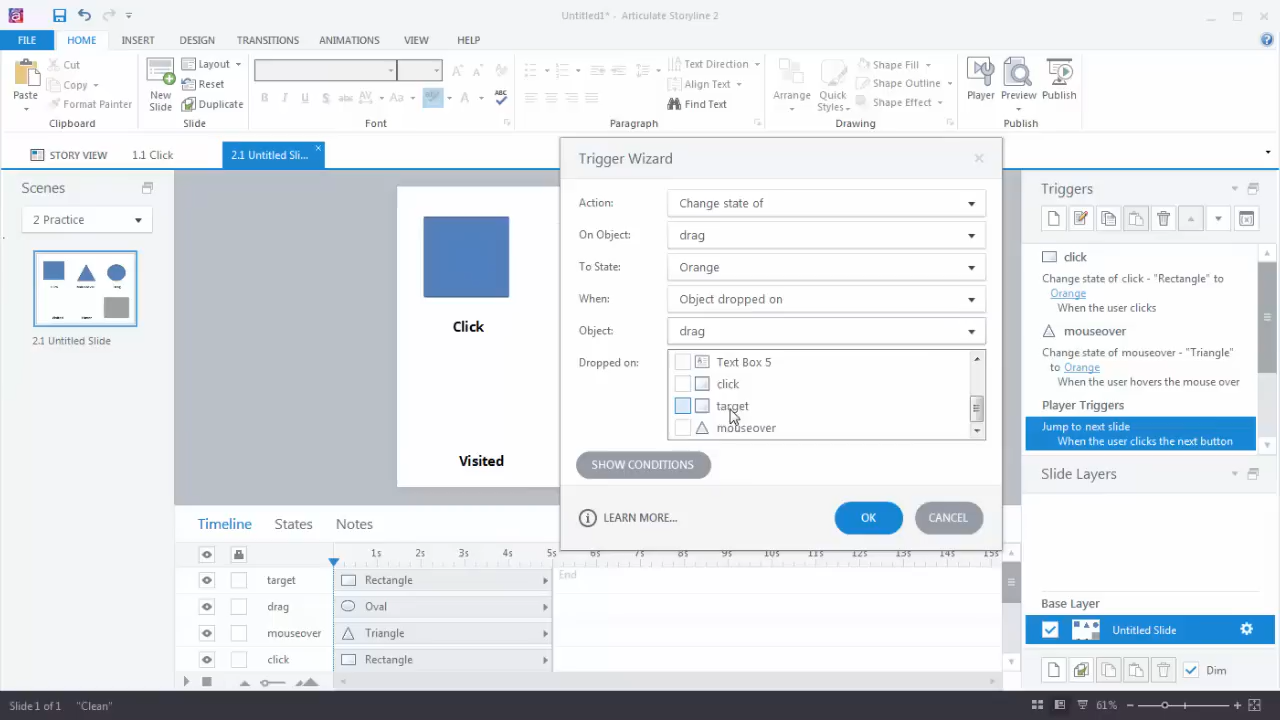 Untitled1* - Articulate Storyline 2
FILE
HOME
INSERT
DESIGN
TRANSITIONS
ANIMATIONS
VIEW
HELP
Paste
Cut
Copy
Format Painter
Clipboard
New
Slide
Layout
Reset
Duplicate
Slide
B I U S abc AV Aa A
ABC
Font
Text Direction
Align Text
Find Text
Paragraph
Arrange
Quick
Styles
Shape Fill
Shape Outline
Shape Effect
Drawing
Player
Preview
Publish
Publish
STORY VIEW
1.1 Click
2.1 Untitled Sli...
Scenes
2 Practice
2.1 Untitled Slide
Click
Visited
Trigger Wizard
Action:
Change state of
On Object:
drag
To State:
Orange
When:
Object dropped on
Object:
drag
Dropped on:
Text Box 5
click
target
mouseover
SHOW CONDITIONS
LEARN MORE...
OK
CANCEL
Triggers
click
Change state of click - "Rectangle" to
Orange
When the user clicks
mouseover
Change state of mouseover - "Triangle"
to Orange
When the user hovers the mouse over
Player Triggers
Jump to next slide
When the user clicks the next button
Slide Layers
Base Layer
Untitled Slide
Dim
Timeline
States
Notes
1s 2s 3s 4s 5s 6s 7s 8s 9s 10s 11s 12s 13s 14s 15s
End
target
Rectangle
drag
Oval
mouseover
Triangle
click
Rectangle
Slide 1 of 1
"Clean"
61%